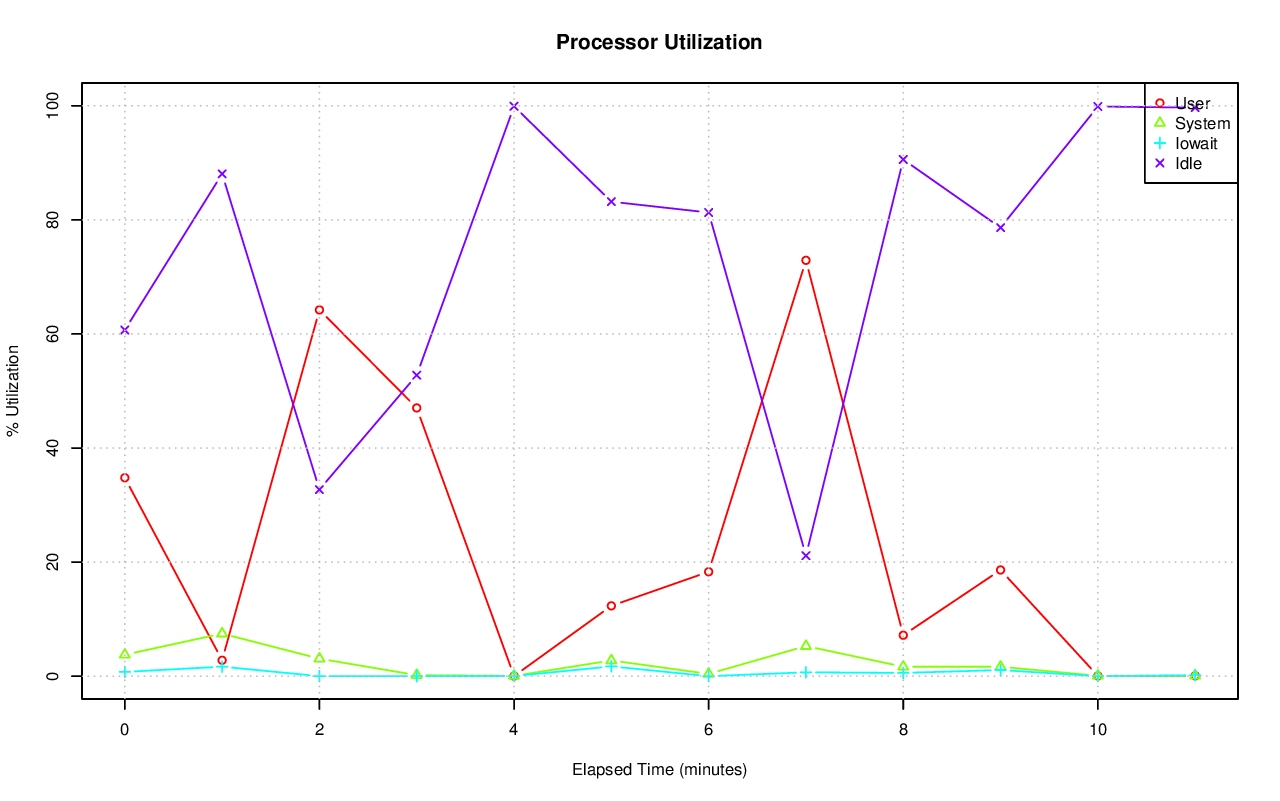 Processor Utilization
% Utilization
100
80
60
40
20
0
User
System
Iowait
Idle
0 2 4 6 8 10
Elapsed Time (minutes)